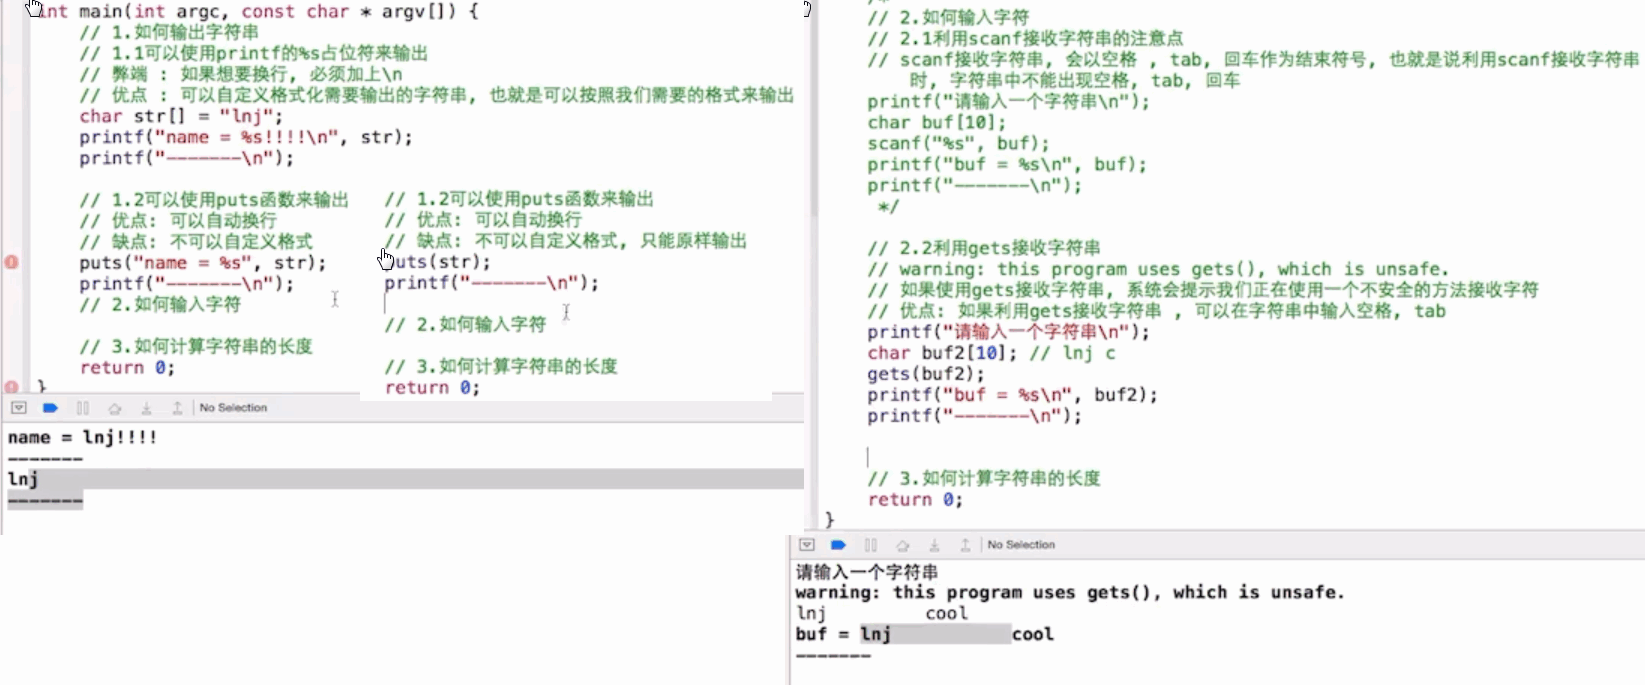 int main(int argc, const char * argv[]) {
// 1.如何输出字符串
// 1.1可以使用printf的%s占位符来输出
// 弊端 : 如果想要换行, 必须加上\n
// 优点 : 可以自定义格式化需要输出的字符串, 也就是可以按照我们需要的格式来输出
char str[] = "lnj";
printf("name = %s!!!!\n", str);
printf("-------\n");
// 1.2可以使用puts函数来输出
// 优点: 可以自动换行
// 缺点: 不可以自定义格式
puts("name = %s", str);
printf("-------\n");
// 2.如何输入字符
// 3.如何计算字符串的长度
return 0;
}
// 1.2可以使用puts函数来输出
// 优点: 可以自动换行
// 缺点: 不可以自定义格式, 只能原样输出
puts(str);
printf("-------\n");
// 2.如何输入字符
// 3.如何计算字符串的长度
return 0;
No Selection
name = lnj!!!!
-------
lnj
-------
/*
// 2.如何输入字符
// 2.1利用scanf接收字符串的注意点
// scanf接收字符串, 会以空格 , tab, 回车作为结束符号, 也就是说利用scanf接收字符串
时, 字符串中不能出现空格, tab, 回车
printf("请输入一个字符串\n");
char buf[10];
scanf("%s", buf);
printf("buf = %s\n", buf);
printf("-------\n");
*/
// 2.2利用gets接收字符串
// warning: this program uses gets(), which is unsafe.
// 如果使用gets接收字符串, 系统会提示我们正在使用一个不安全的方法接收字符
// 优点: 如果利用gets接收字符串 , 可以在字符串中输入空格, tab
printf("请输入一个字符串\n");
char buf2[10]; // lnj c
gets(buf2);
printf("buf = %s\n", buf2);
printf("-------\n");
// 3.如何计算字符串的长度
return 0;
}
No Selection
请输入一个字符串
warning: this program uses gets(), which is unsafe.
lnj cool
buf = lnj cool
-------